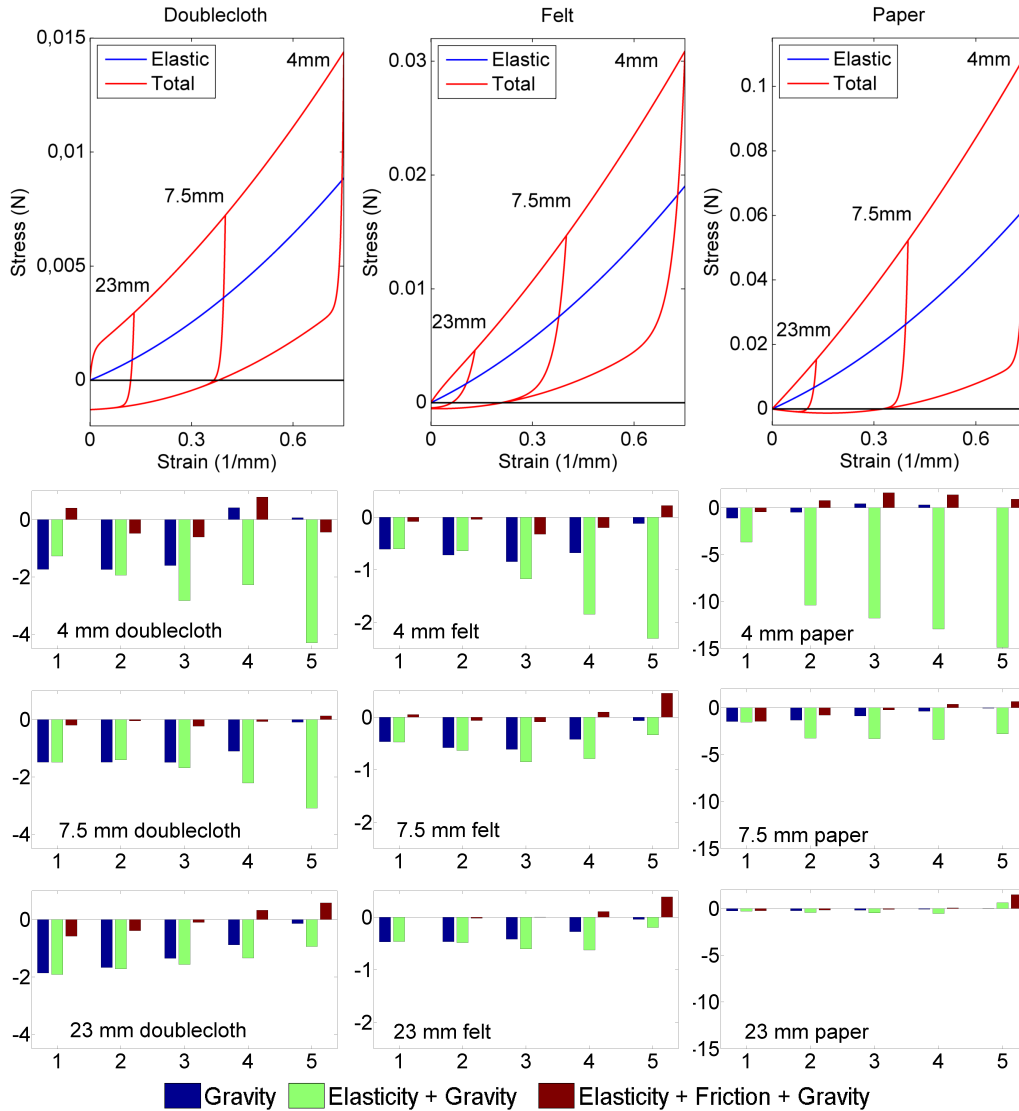 Doublecloth
Felt
Paper
0,015
0,01
0,005
0
Stress (N)
Elastic
Total
4mm
7.5mm
23mm
0
0.3
0.6
Strain (1/mm)
0.03
0.02
0.01
0
Stress (N)
Elastic
Total
4mm
7.5mm
23mm
0
0.3
0.6
Strain (1/mm)
0.1
0.08
0.06
0.04
0.02
0
Stress (N)
Elastic
Total
4mm
7.5mm
23mm
0
0.3
0.6
Strain (1/mm)
0
-2
-4
4 mm doublecloth
1 2 3 4 5
0
-1
-2
4 mm felt
1 2 3 4 5
0
-5
-10
-15
4 mm paper
1 2 3 4 5
0
-2
-4
7.5 mm doublecloth
1 2 3 4 5
0
-1
-2
7.5 mm felt
1 2 3 4 5
0
-5
-10
-15
7.5 mm paper
1 2 3 4 5
0
-2
-4
23 mm doublecloth
1 2 3 4 5
0
-1
-2
23 mm felt
1 2 3 4 5
0
-5
-10
-15
23 mm paper
1 2 3 4 5
Gravity
Elasticity + Gravity
Elasticity + Friction + Gravity